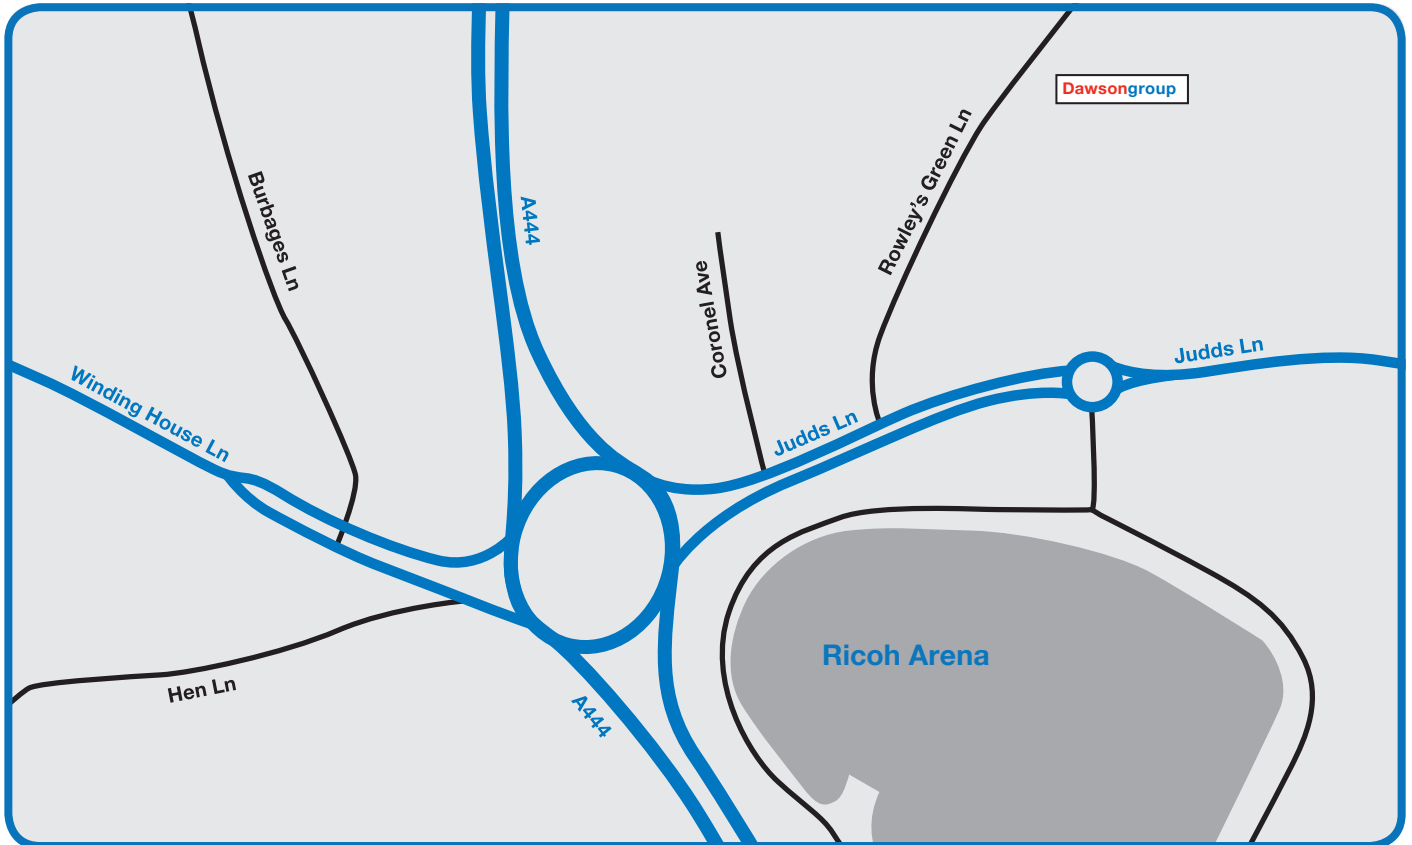 Dawsongroup
Rowley's Green Ln
Burbages Ln
A444
Coronel Ave
Judds Ln
Winding House Ln
Judds Ln
Ricoh Arena
Hen Ln
A444